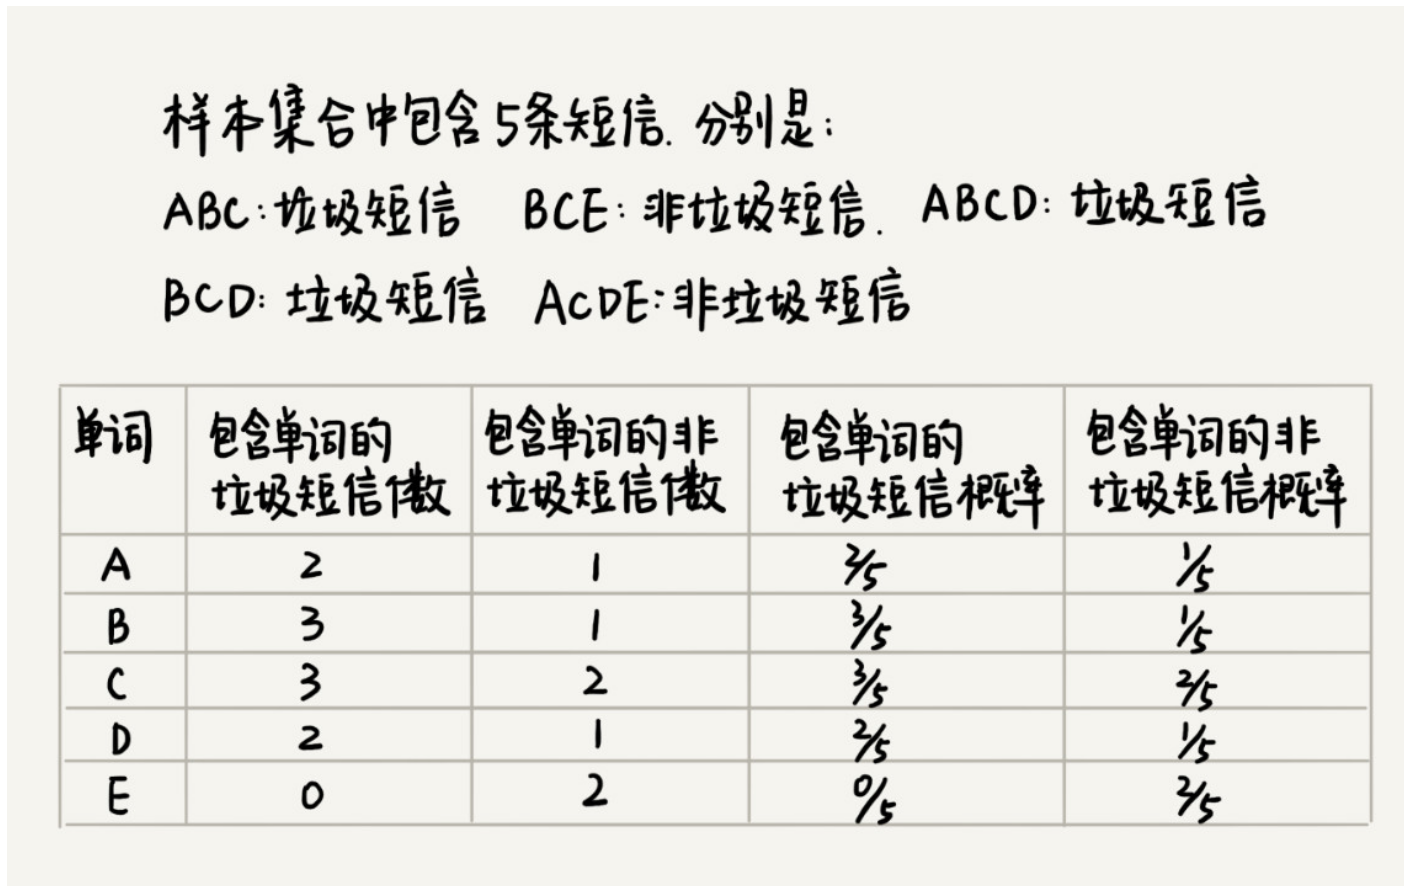 样本集合中包含5条短信. 分别是:
ABC:垃圾短信 BCE:非垃圾短信. ABCD:垃圾短信
BCD:垃圾短信 ACDE:非垃圾短信
单词 包含单词的 包含单词的非 包含单词的 包含单词的非
垃圾短信个数 垃圾短信个数 垃圾短信概率 垃圾短信概率
A 2 1 2/5 1/5
B 3 1 3/5 1/5
C 3 2 3/5 2/5
D 2 1 2/5 1/5
E 0 2 0/5 2/5